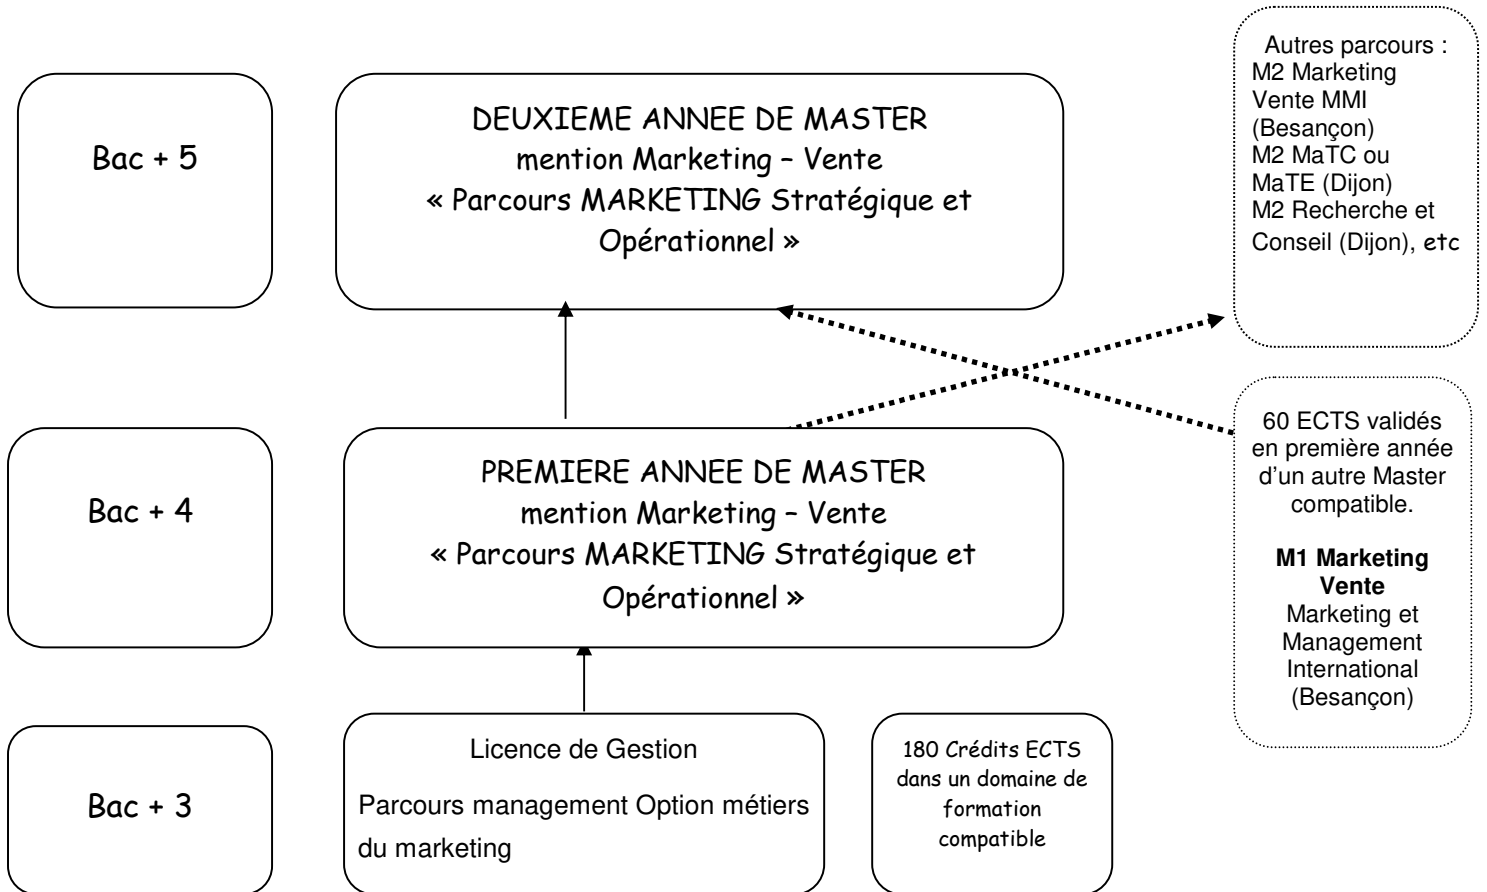 Autres parcours :
M2 Marketing
Vente MMI
(Besançon)
M2 MaTC ou
MaTE (Dijon)
M2 Recherche et
Conseil (Dijon), etc
Bac + 5
DEUXIEME ANNEE DE MASTER
mention Marketing – Vente
« Parcours MARKETING Stratégique et
Opérationnel »
Bac + 4
PREMIERE ANNEE DE MASTER
mention Marketing – Vente
« Parcours MARKETING Stratégique et
Opérationnel »
60 ECTS validés
en première année
d'un autre Master
compatible.
M1 Marketing
Vente
Marketing et
Management
International
(Besançon)
Bac + 3
Licence de Gestion
Parcours management Option métiers
du marketing
180 Crédits ECTS
dans un domaine de
formation
compatible